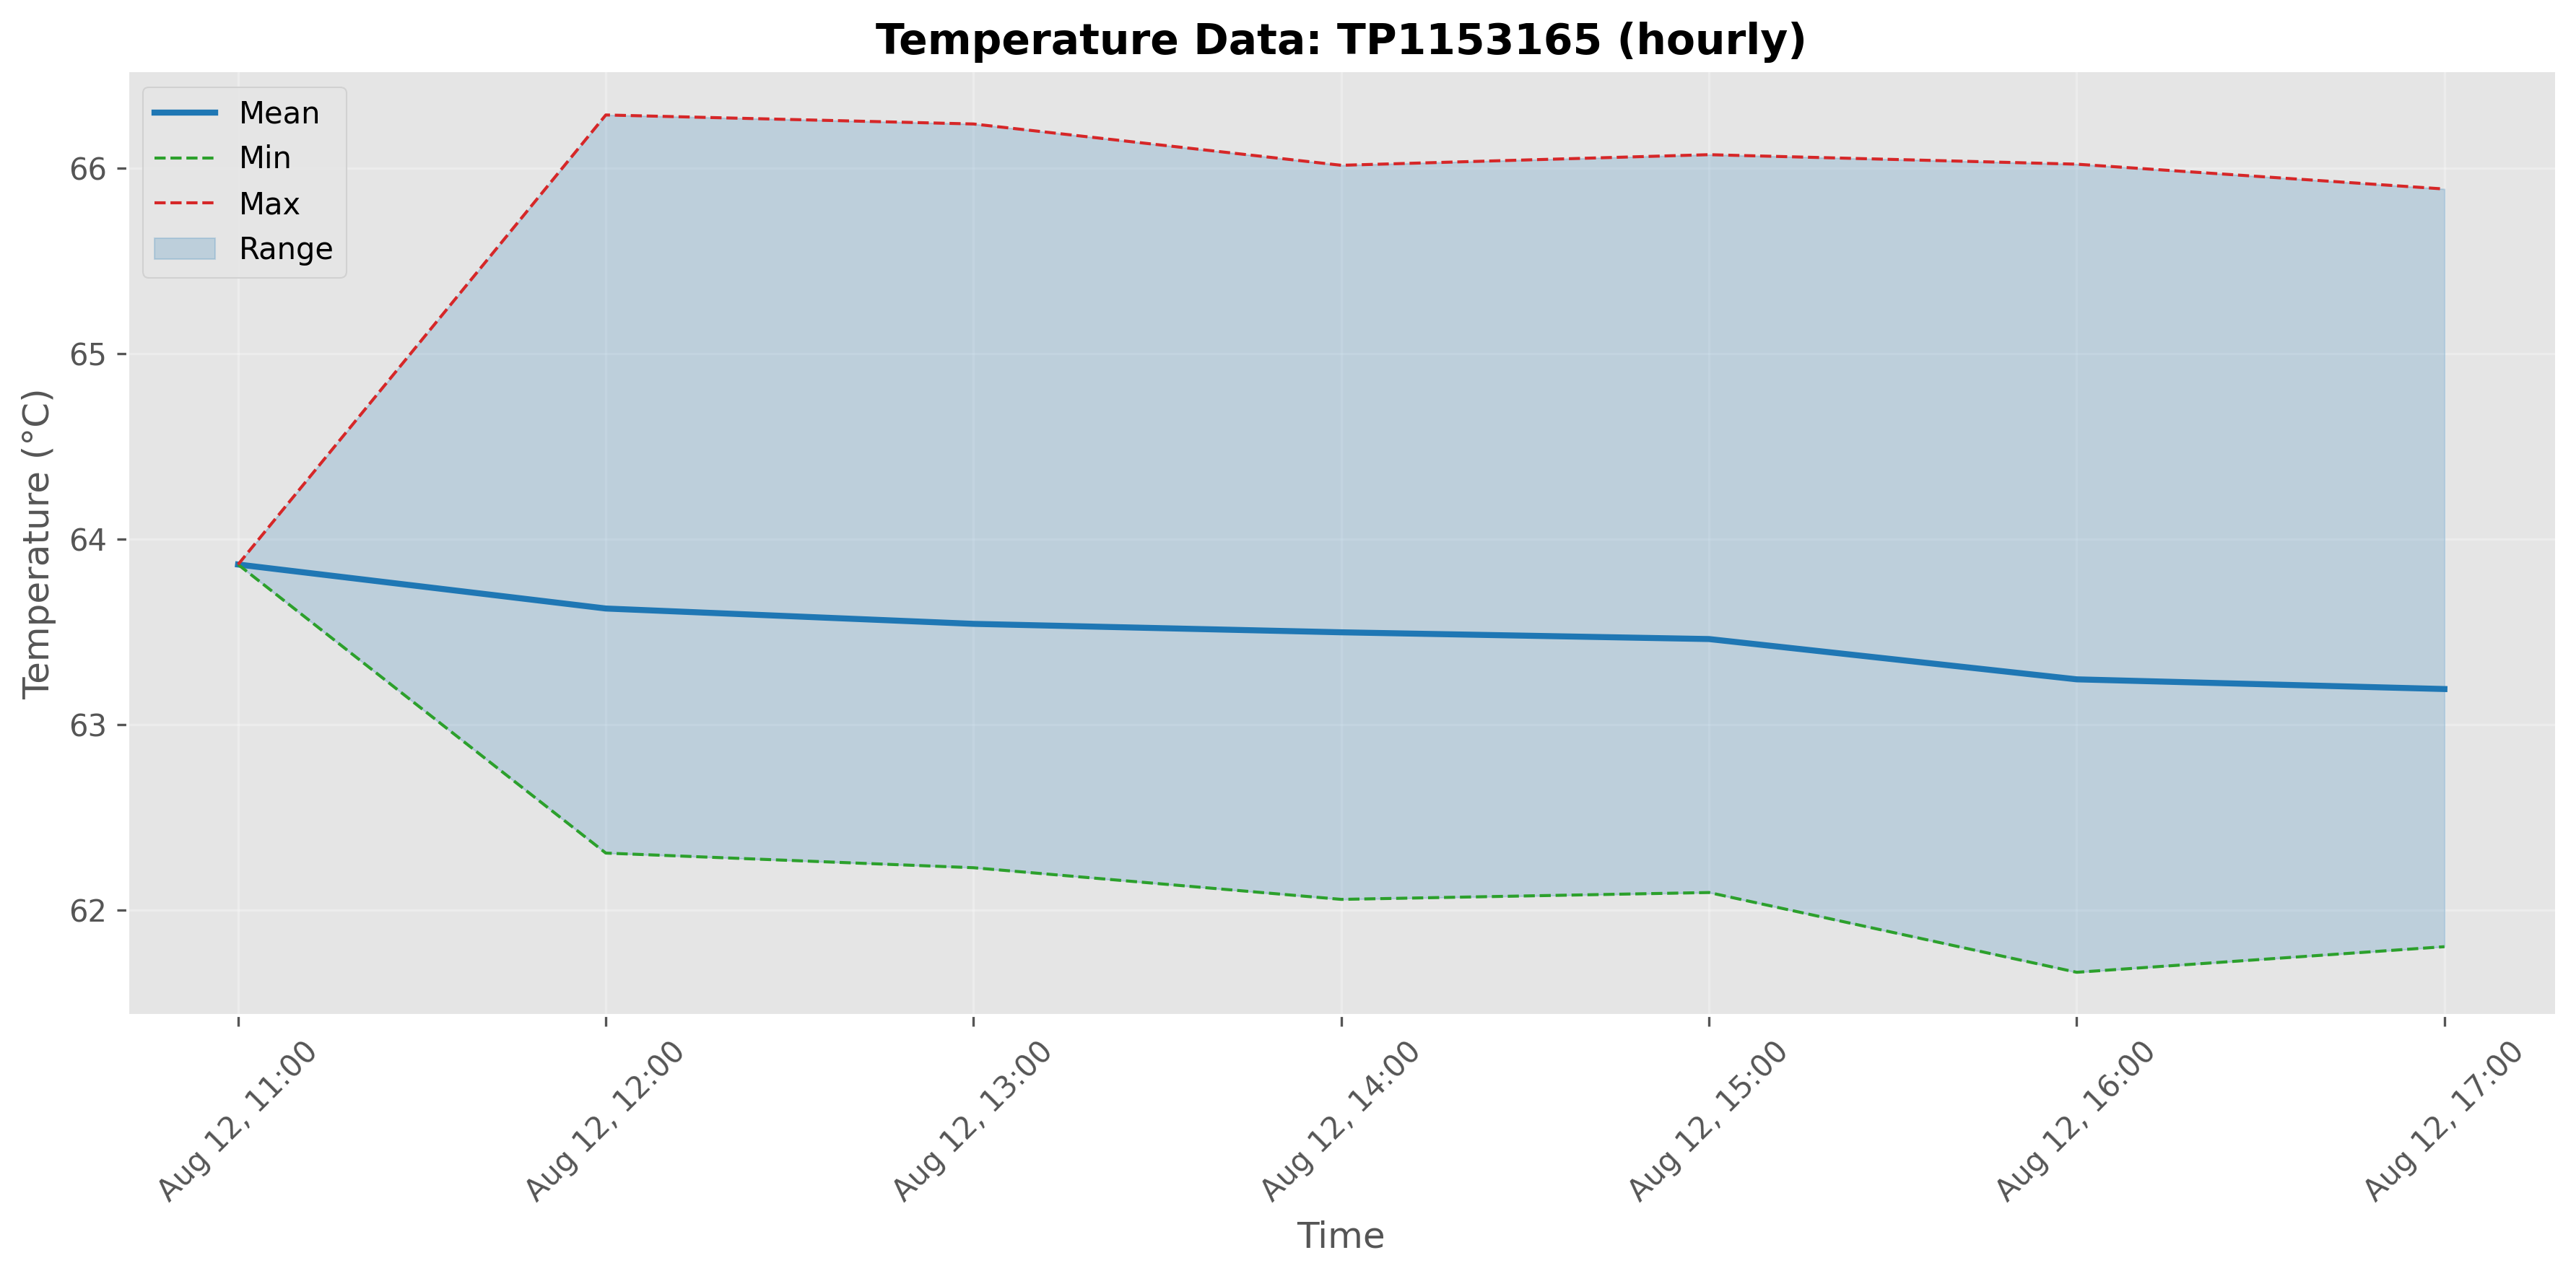 Temperature Data: TP1153165 (hourly)
Mean
Min
Max
Range
66
65
64
63
62
Temperature (°C)
Aug 12, 11:00
Aug 12, 12:00
Aug 12, 13:00
Aug 12, 14:00
Aug 12, 15:00
Aug 12, 16:00
Aug 12, 17:00
Time